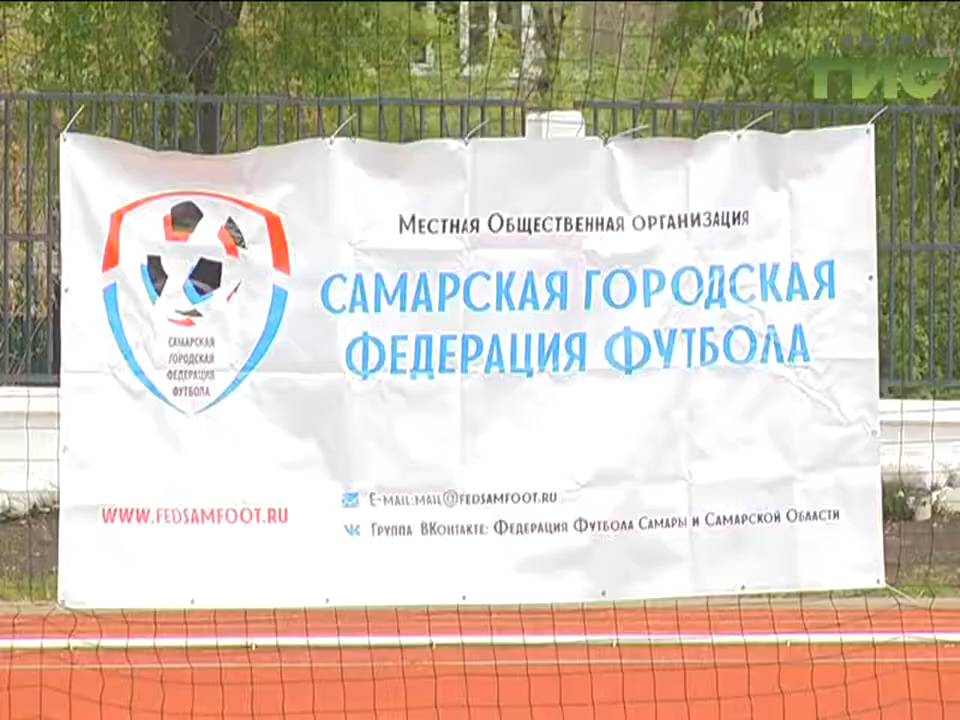 САМАРА
ГИС
Местная Общественная организация
САМАРСКАЯ ГОРОДСКАЯ
ФЕДЕРАЦИЯ ФУТБОЛА
САМАРСКАЯ
ГОРОДСКАЯ
ФЕДЕРАЦИЯ
ФУТБОЛА
E-mail:mail@fedsamfoot.ru
www.fedsamfoot.ru
Группа ВКонтакте: Федерация Футбола Самары и Самарской Области